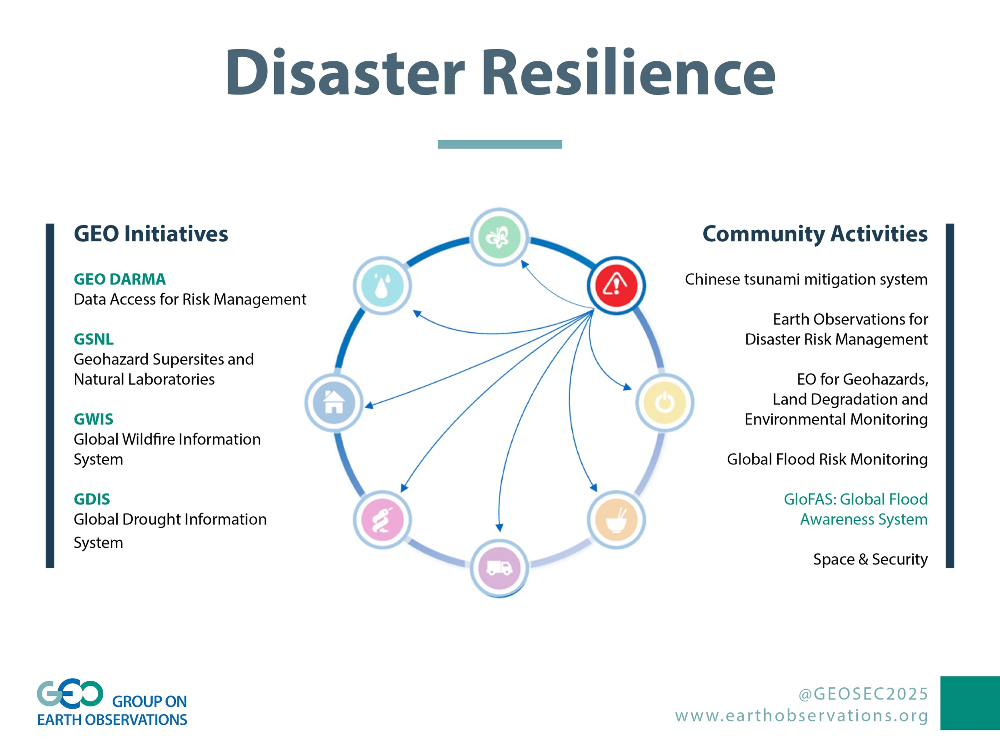 Disaster Resilience
GEO Initiatives
GEO DARMA
Data Access for Risk Management
GSNL
Geohazard Supersites and
Natural Laboratories
GWIS
Global Wildfire Information
System
GDIS
Global Drought Information
System
Community Activities
Chinese tsunami mitigation system
Earth Observations for
Disaster Risk Management
EO for Geohazards,
Land Degradation and
Environmental Monitoring
Global Flood Risk Monitoring
GloFAS: Global Flood
Awareness System
Space & Security
GEO GROUP ON
EARTH OBSERVATIONS
@GEOSEC2025
www.earthobservations.org